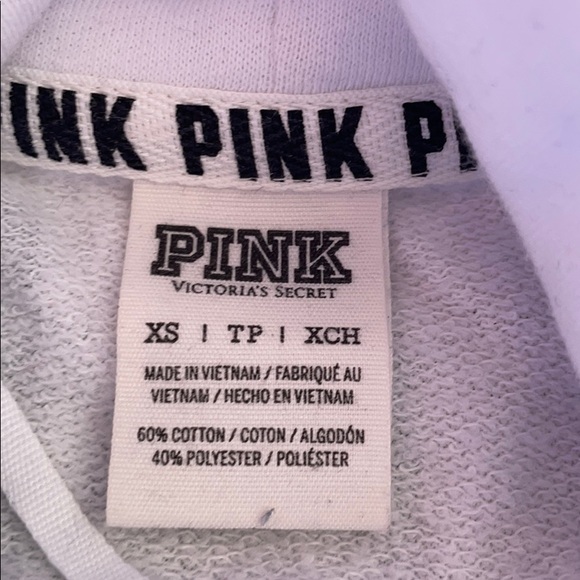 INK PINK P
PINK
VICTORIA'S SECRET
XS | TP | XCH
MADE IN VIETNAM / FABRIQUÉ AU
VIETNAM / HECHO EN VIETNAM
60% COTTON / COTON / ALGODÓN
40% POLYESTER / POLIÉSTER